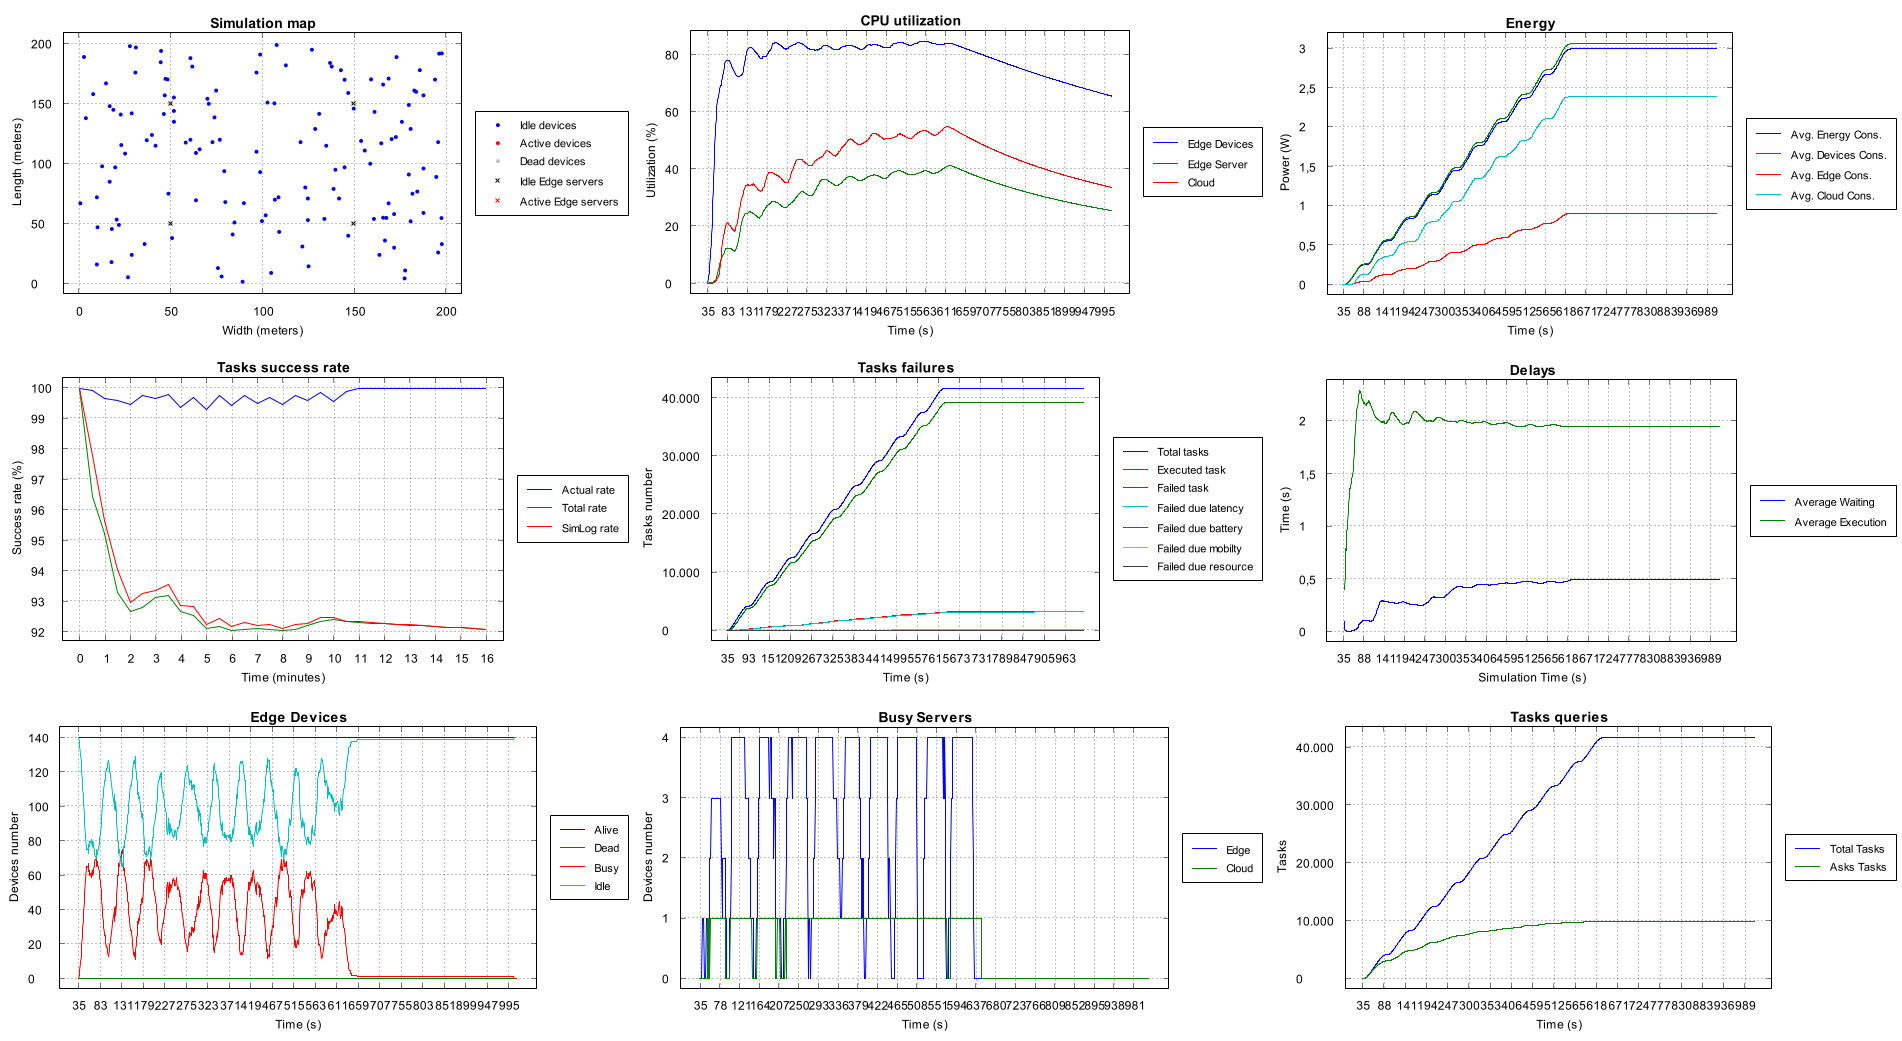 Simulation map
Length (meters)
200
150
100
50
0
0 50 100 150 200
Width (meters)
Idle devices
Active devices
Dead devices
Idle Edge servers
Active Edge servers
CPU utilization
Utilization (%)
80
60
40
20
0
Time (s)
Edge Devices
Edge Server
Cloud
Energy
Power (W)
3
2,5
2
1,5
1
0,5
0
Time (s)
Avg. Energy Cons.
Avg. Devices Cons.
Avg. Edge Cons.
Avg. Cloud Cons.
Tasks success rate
Success rate (%)
100
99
98
97
96
95
94
93
92
0 1 2 3 4 5 6 7 8 9 10 11 12 13 14 15 16
Time (minutes)
Actual rate
Total rate
SimLog rate
Tasks failures
Tasks number
40.000
30.000
20.000
10.000
0
Time (s)
Total tasks
Executed task
Failed task
Failed due latency
Failed due battery
Failed due mobilty
Failed due resource
Delays
Time (s)
2
1,5
1
0,5
0
Simulation Time (s)
Average Waiting
Average Execution
Edge Devices
Devices number
140
120
100
80
60
40
20
0
Time (s)
Alive
Dead
Busy
Idle
Busy Servers
Devices number
4
3
2
1
0
Time (s)
Edge
Cloud
Tasks queries
Tasks
40.000
30.000
20.000
10.000
0
Time (s)
Total Tasks
Asks Tasks